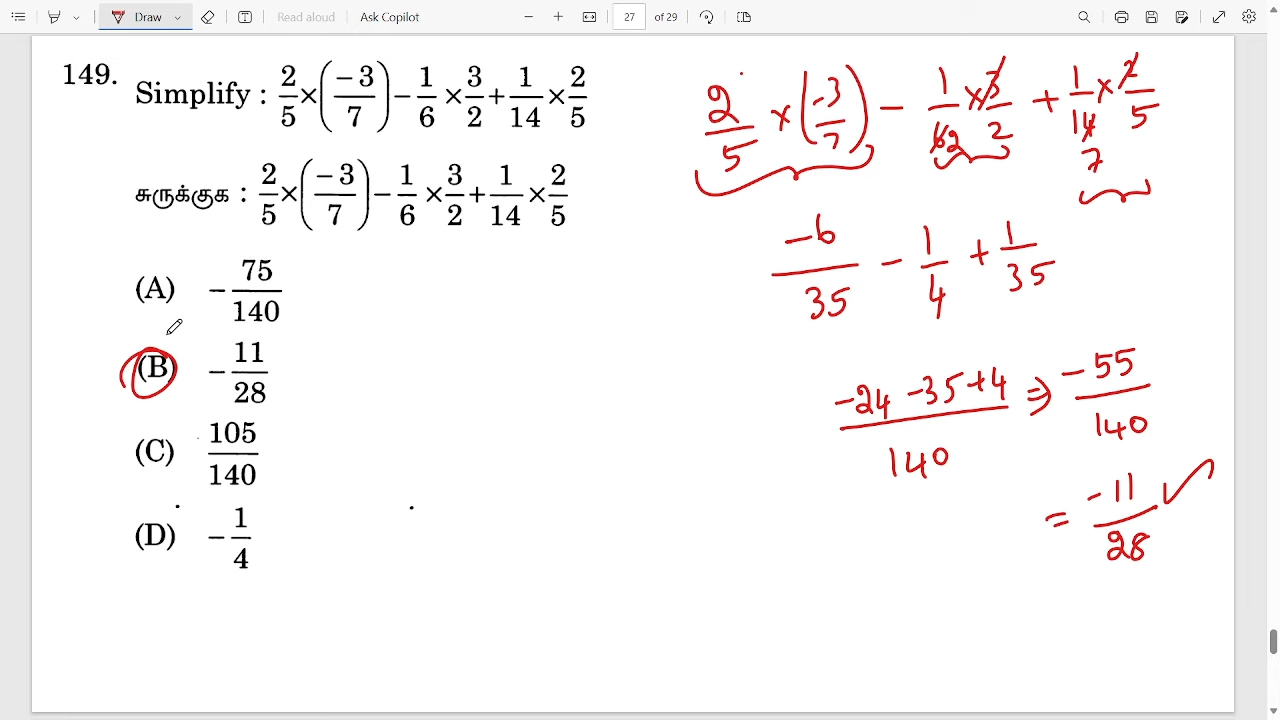 Draw
Read aloud
Ask Copilot
27 of 29
149. Simplify : 2/5 × (−3/7) − 1/6 × 3/2 + 1/14 × 2/5
சுருக்குக : 2/5 × (−3/7) − 1/6 × 3/2 + 1/14 × 2/5
(A) − 75/140
(B) − 11/28
(C) 105/140
(D) − 1/4
2/5 × (−3/7) − 1/6 2 × 3/2 + 1/14 7 × 2/5
−6/35 − 1/4 + 1/35
−24 −35 +4/140 ⇒ −55/140
= −11/28 ✓